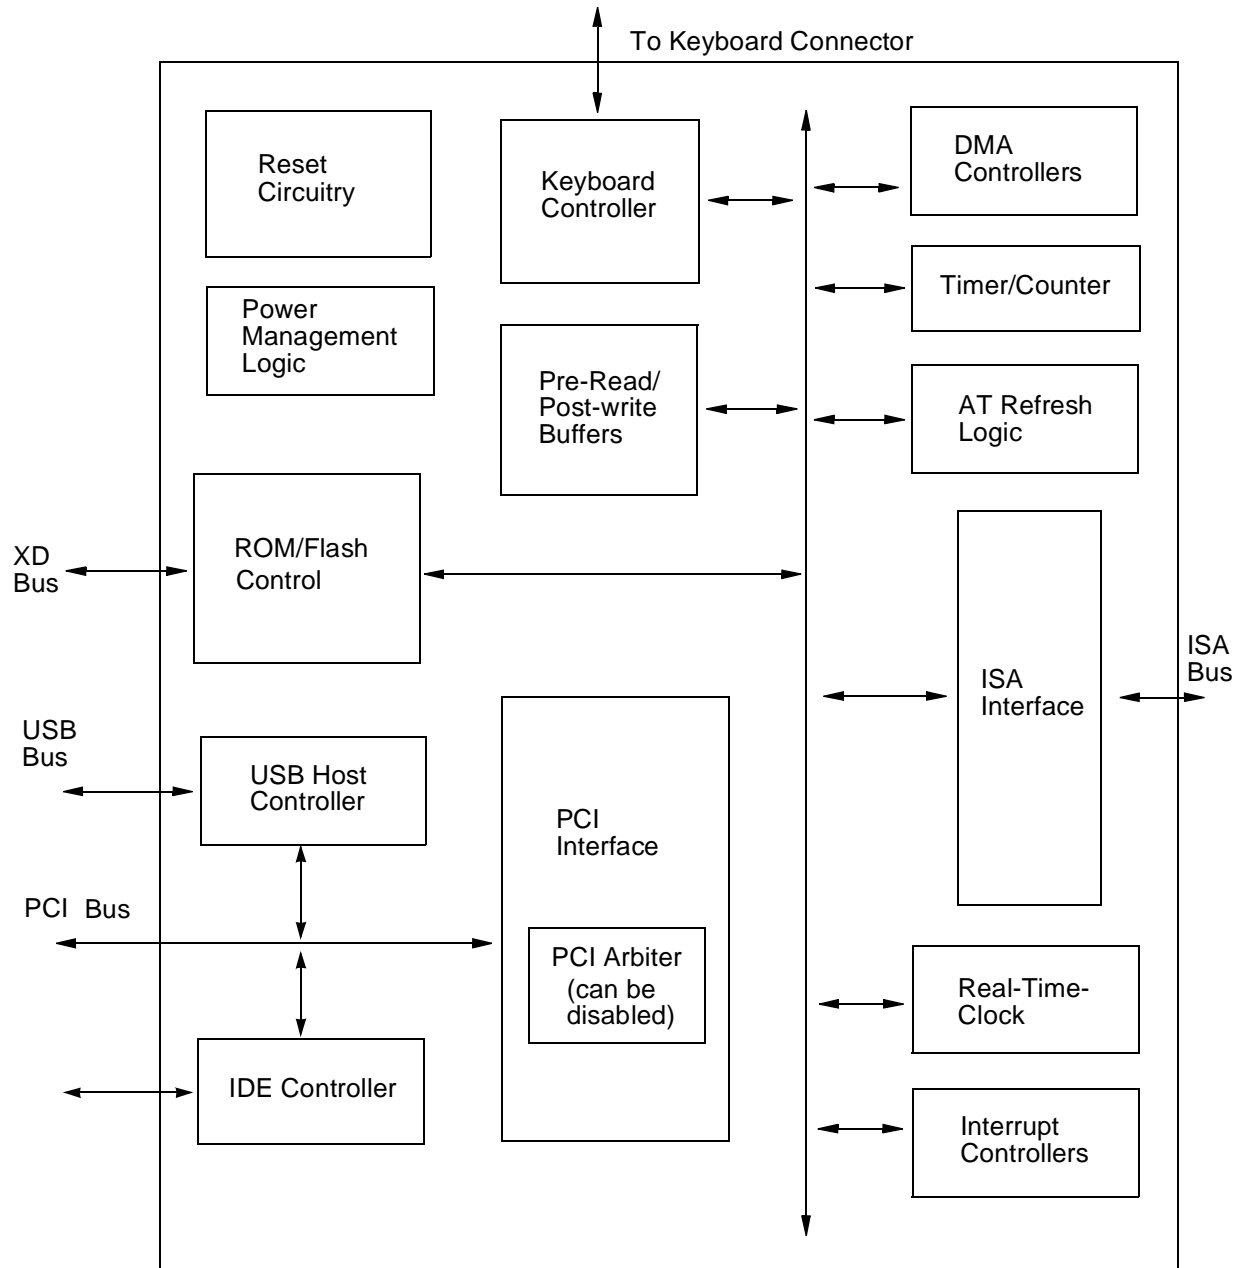 To Keyboard Connector
Reset
Circuitry
Keyboard
Controller
DMA
Controllers
Power
Management
Logic
Timer/Counter
Pre-Read/
Post-write
Buffers
AT Refresh
Logic
XD
Bus
ROM/Flash
Control
ISA
Bus
ISA
Interface
USB
Bus
USB Host
Controller
PCI
Interface
PCI Bus
PCI Arbiter
(can be
disabled)
Real-Time-
Clock
IDE Controller
Interrupt
Controllers